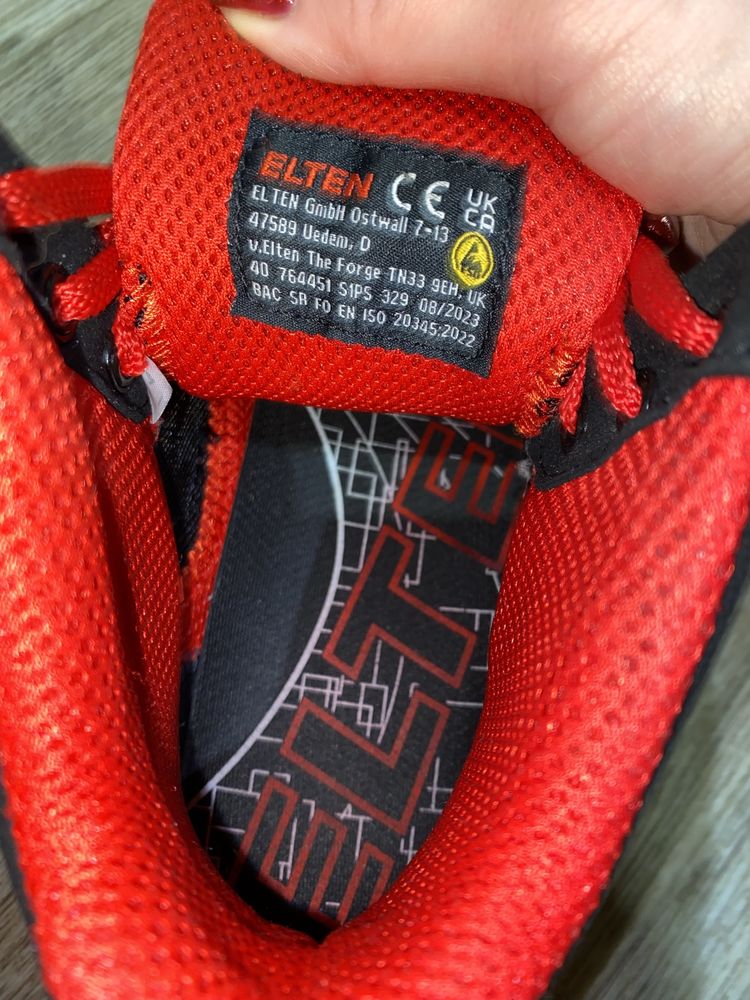 ELTEN CE UK CA
ELTEN GmbH Ostwall 7-13
47589 Uedem, D
v.Elten The Forge TN33 9EH, UK
40 764451 S1PS 329 08/2023
BAC SR FO EN ISO 20345:2022
ELTEN